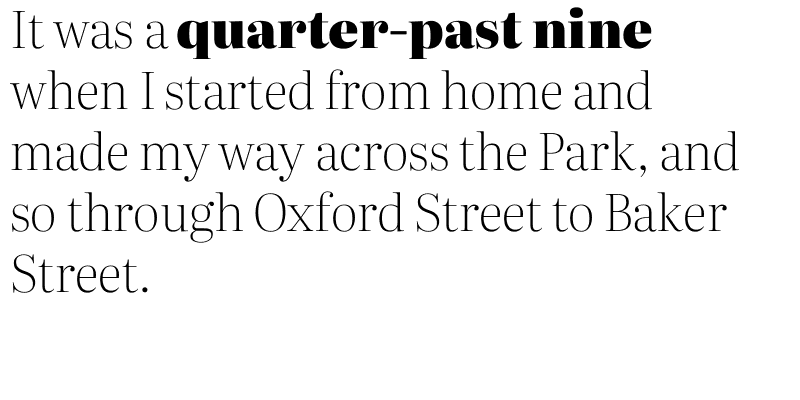 It was a quarter-past nine
when I started from home and
made my way across the Park, and
so through Oxford Street to Baker
Street.